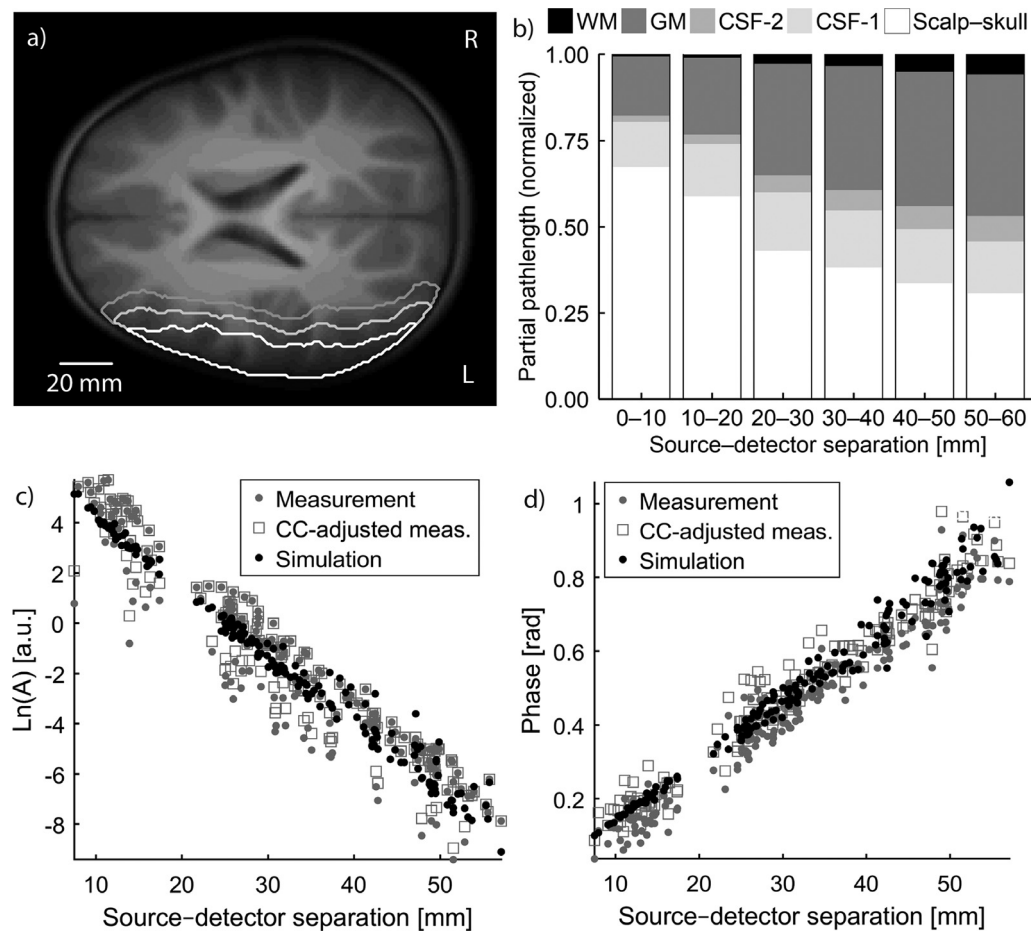 a)
R
L
20 mm
b)
WM GM CSF-2 CSF-1 Scalp–skull
Partial pathlength (normalized)
1.00
0.75
0.50
0.25
0.00
0–10 10–20 20–30 30–40 40–50 50–60
Source–detector separation [mm]
c)
Measurement
CC-adjusted meas.
Simulation
Ln(A) [a.u.]
4
2
0
-2
-4
-6
-8
10 20 30 40 50
Source–detector separation [mm]
d)
Measurement
CC-adjusted meas.
Simulation
Phase [rad]
1
0.8
0.6
0.4
0.2
10 20 30 40 50
Source–detector separation [mm]